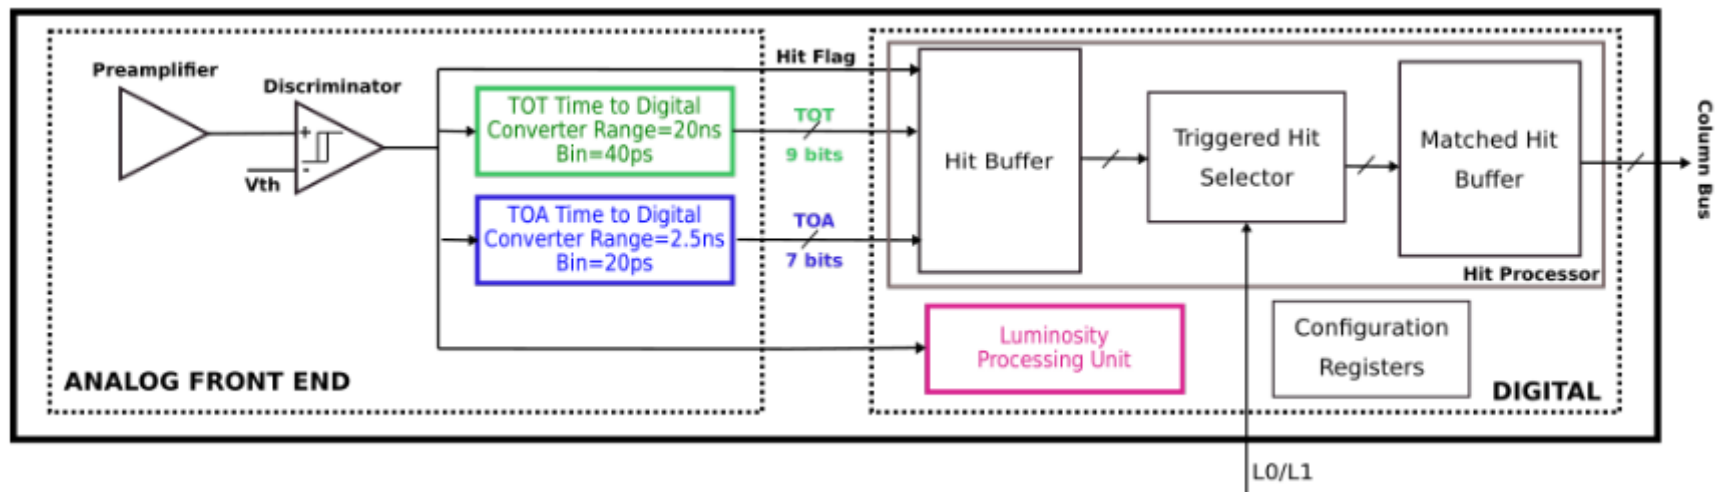 Preamplifier
Discriminator
+
-
Vth
TOT Time to Digital
Converter Range=20ns
Bin=40ps
TOA Time to Digital
Converter Range=2.5ns
Bin=20ps
ANALOG FRONT END
Hit Flag
TOT
9 bits
TOA
7 bits
Hit Buffer
Triggered Hit
Selector
Matched Hit
Buffer
Hit Processor
Luminosity
Processing Unit
Configuration
Registers
DIGITAL
Column Bus
L0/L1